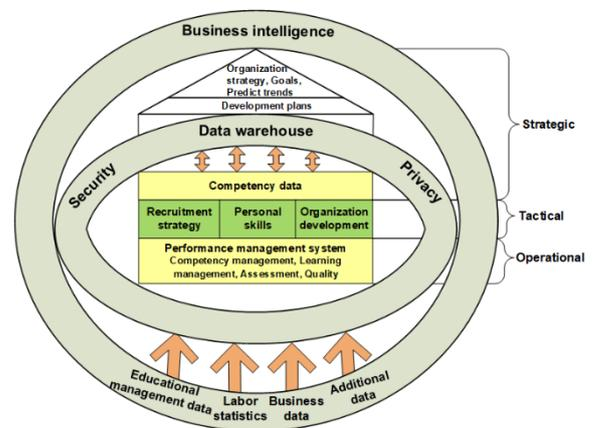 Business intelligence
Organization
strategy, Goals,
Predict trends
Development plans
Strategic
Data warehouse
Security
Privacy
Competency data
Recruitment
strategy
Personal
skills
Organization
development
Tactical
Performance management system
Competency management, Learning
management, Assessment, Quality
Operational
Educational
management data
Labor
statistics
Business
data
Additional
data